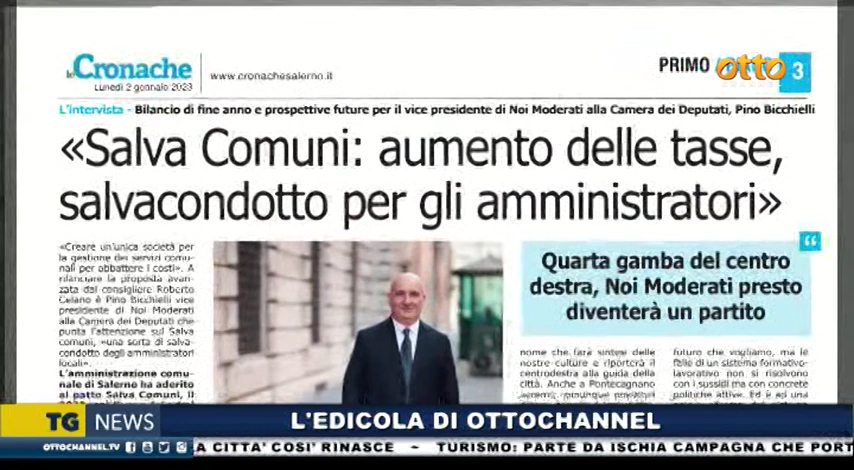 le Cronache
Lunedì 2 gennaio 2023
www.cronachesalerno.it
PRIMO
otto
3
L'intervista - Bilancio di fine anno e prospettive future per il vice presidente di Noi Moderati alla Camera dei Deputati, Pino Bicchielli
«Salva Comuni: aumento delle tasse,
salvacondotto per gli amministratori»
«Creare un'unica società per
la gestione dei servizi comu-
nali per abbattere i costi». A
rilanciare la proposta avan-
zata dal consigliere Roberto
Celano è Pino Bicchielli vice
presidente di Noi Moderati
alla Camera dei Deputati che
punta l'attenzione sul Salva
comuni, «una sorta di salva-
condotto degli amministratori
locali».
L'amministrazione comu-
nale di Salerno ha aderito
al patto Salva Comuni, il
“
Quarta gamba del centro
destra, Noi Moderati presto
diventerà un partito
nome che farà sintesi delle
nostre culture e riporterà il
centrodestra alla guida della
città. Anche a Pontecagnano
futuro che vogliamo, ma le
falle di un sistema formativo-
lavorativo non si risolvono
con i sussidi ma con concrete
politiche attive. Ed è ad una
TG NEWS
L'EDICOLA DI OTTOCHANNEL
OTTOCHANNEL.TV
A CITTA' COSI' RINASCE - TURISMO: PARTE DA ISCHIA CAMPAGNA CHE PORT